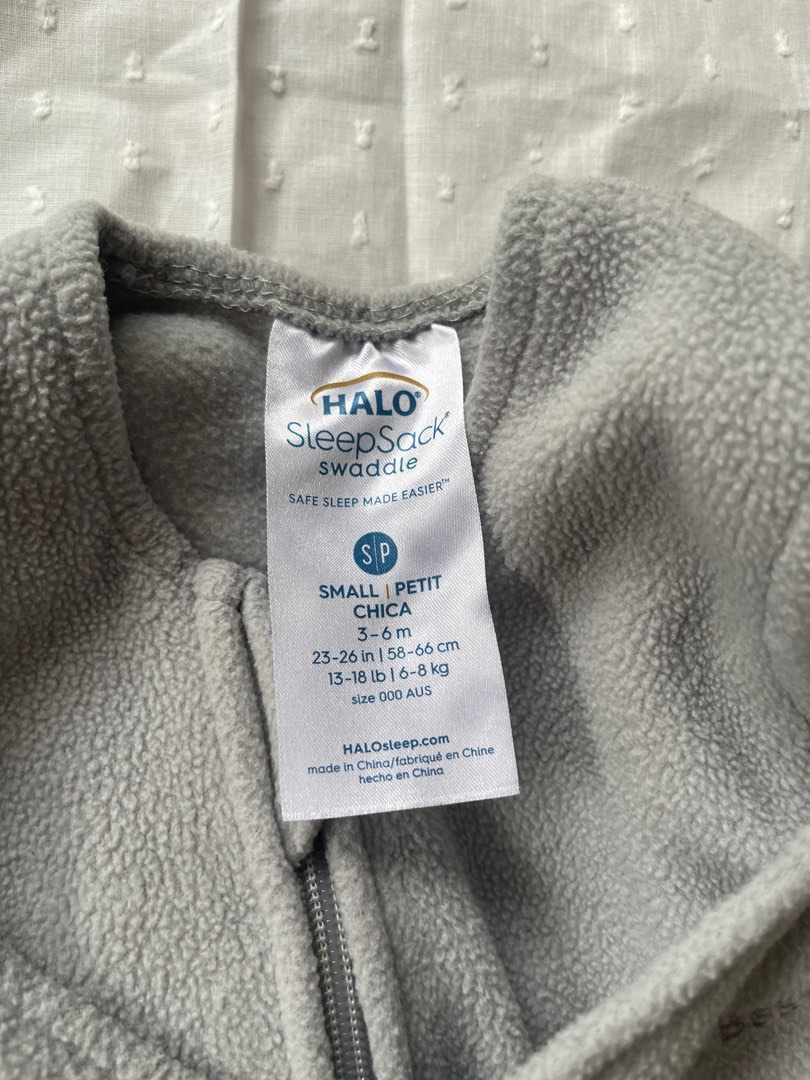 HALO®
SleepSack®
swaddle
SAFE SLEEP MADE EASIER™
S|P
SMALL | PETIT
CHICA
3-6 m
23-26 in | 58-66 cm
13-18 lb | 6-8 kg
size 000 AUS
HALOsleep.com
made in China/fabriqué en Chine
hecho en China